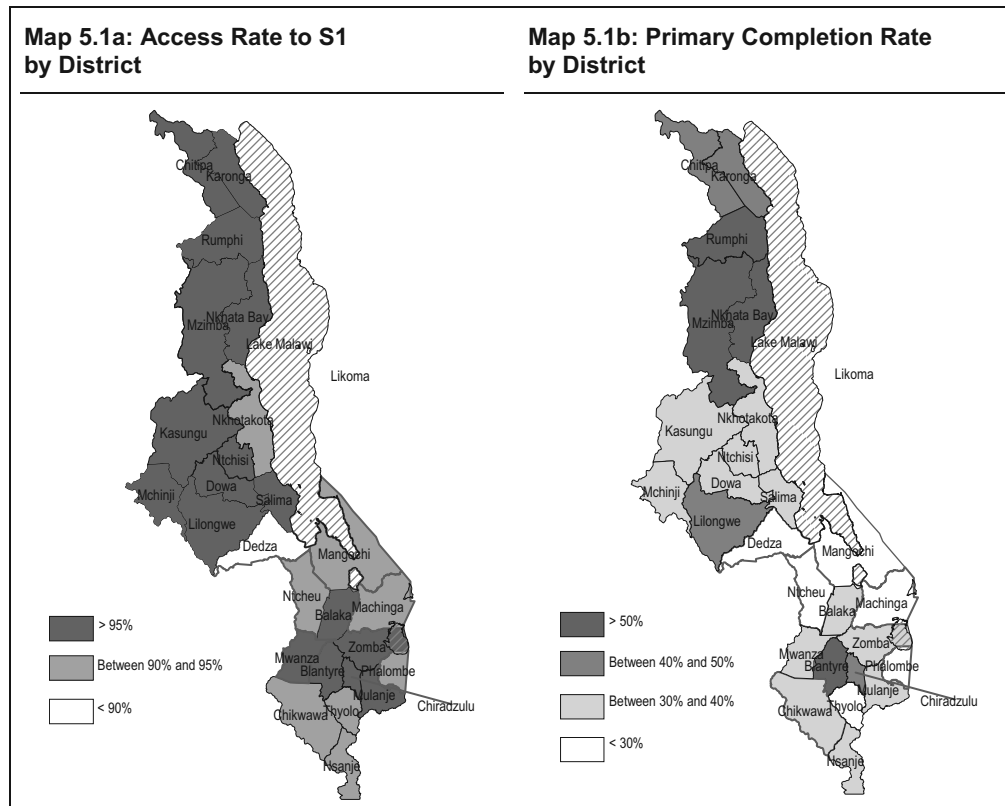 Map 5.1a: Access Rate to S1
by District
Chitipa
Karonga
Rumphi
Nkhata Bay
Mzimba
Lake Malawi
Likoma
Nkhotakota
Kasungu
Ntchisi
Dowa
Mchinji
Salima
Lilongwe
Dedza
Mangochi
Ntcheu
Balaka
Machinga
Zomba
Mwanza
Blantyre
Phalombe
Mulanje
Chiradzulu
Chikwawa
Thyolo
Hsanje
> 95%
Between 90% and 95%
< 90%
Map 5.1b: Primary Completion Rate
by District
Chitipa
Karonga
Rumphi
Nkhata Bay
Mzimba
Lake Malawi
Likoma
Nkhotakota
Kasungu
Ntchisi
Dowa
Mchinji
Salima
Lilongwe
Dedza
Mangochi
Ntcheu
Balaka
Machinga
Zomba
Mwanza
Blantyre
Phalombe
Mulanje
Chiradzulu
Chikwawa
Thyolo
Hsanje
> 50%
Between 40% and 50%
Between 30% and 40%
< 30%